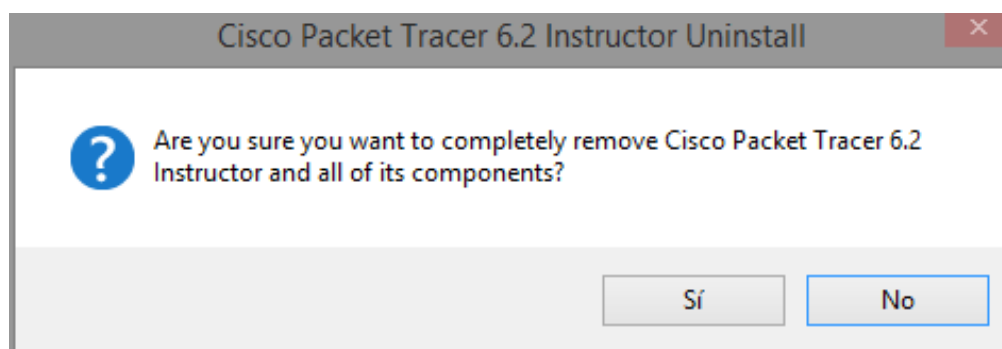 Cisco Packet Tracer 6.2 Instructor Uninstall
Are you sure you want to completely remove Cisco Packet Tracer 6.2
Instructor and all of its components?
Sí
No